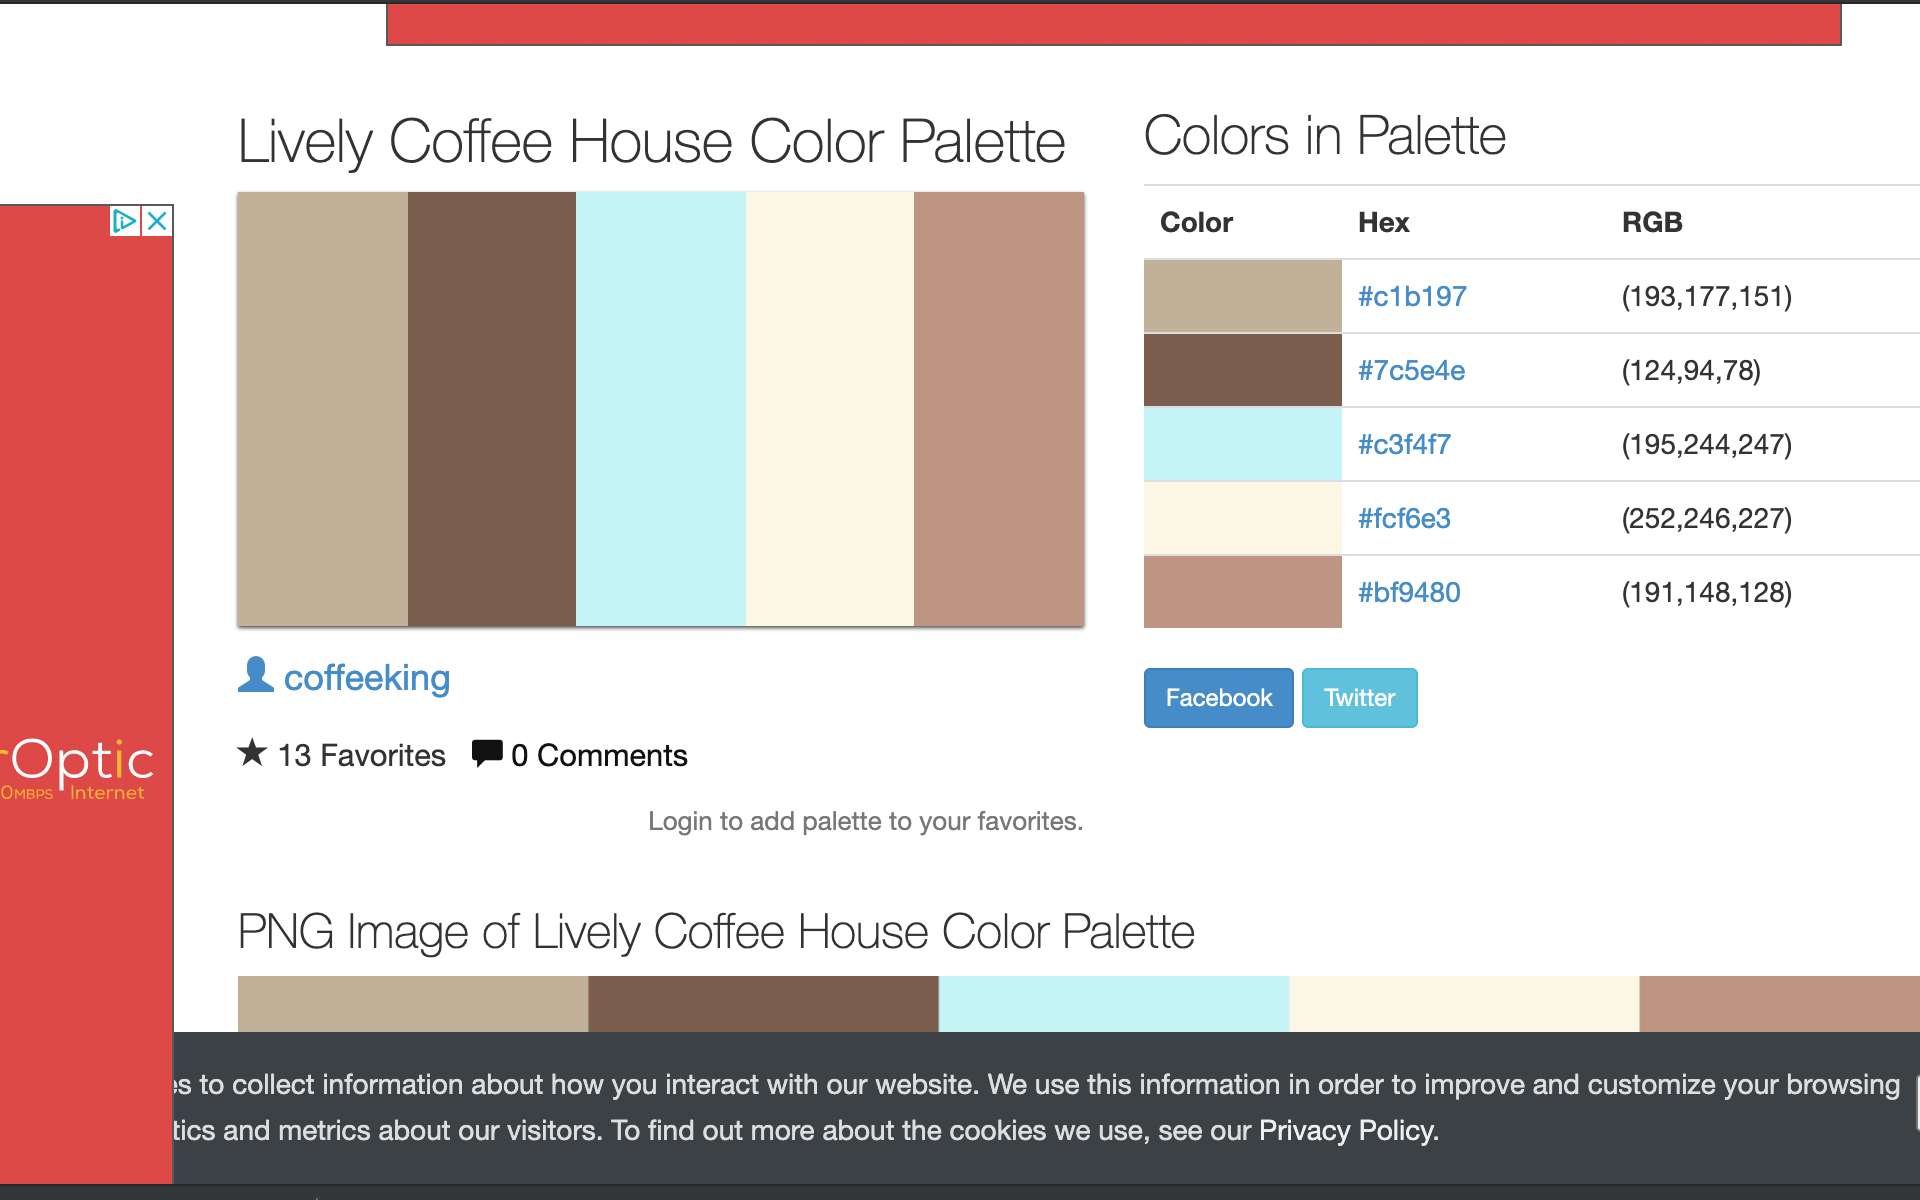 Lively Coffee House Color Palette
Colors in Palette
Color Hex RGB
#c1b197 (193,177,151)
#7c5e4e (124,94,78)
#c3f4f7 (195,244,247)
#fcf6e3 (252,246,227)
#bf9480 (191,148,128)
coffeeking
Facebook Twitter
13 Favorites 0 Comments
rOptic
0MBPS Internet
Login to add palette to your favorites.
PNG Image of Lively Coffee House Color Palette
es to collect information about how you interact with our website. We use this information in order to improve and customize your browsing
tics and metrics about our visitors. To find out more about the cookies we use, see our Privacy Policy.